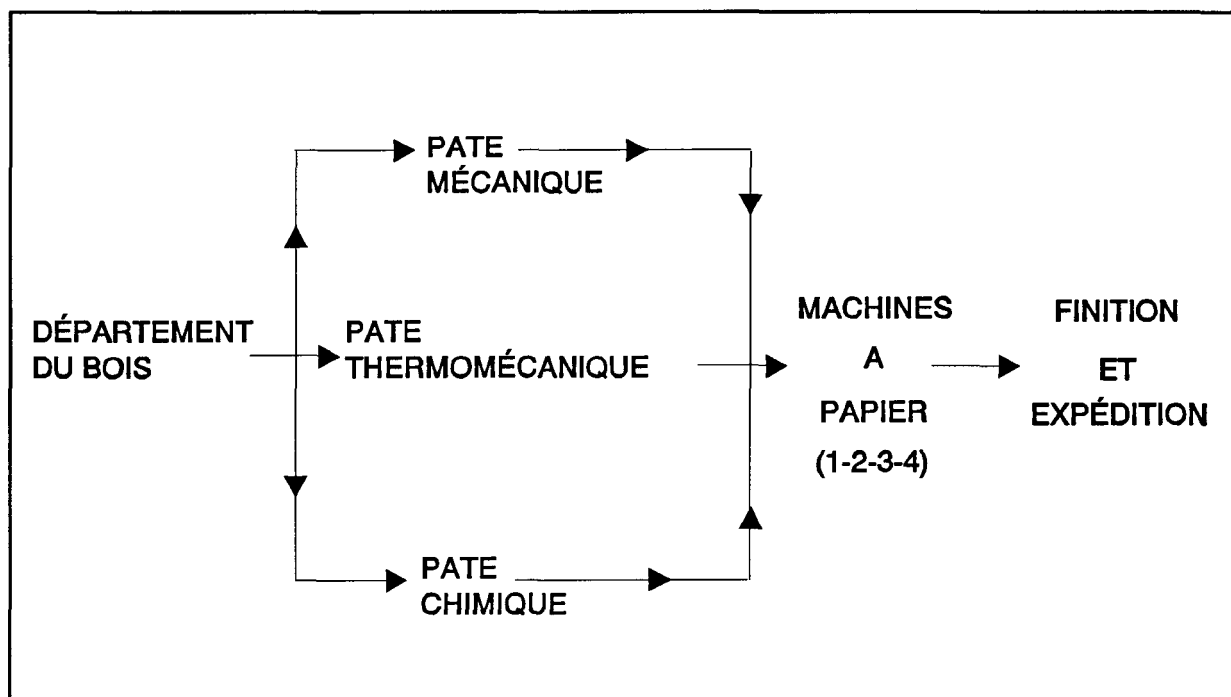 DÉPARTEMENT
DU BOIS
PATE
MÉCANIQUE
PATE
THERMOMÉCANIQUE
PATE
CHIMIQUE
MACHINES
A
PAPIER
(1-2-3-4)
FINITION
ET
EXPÉDITION